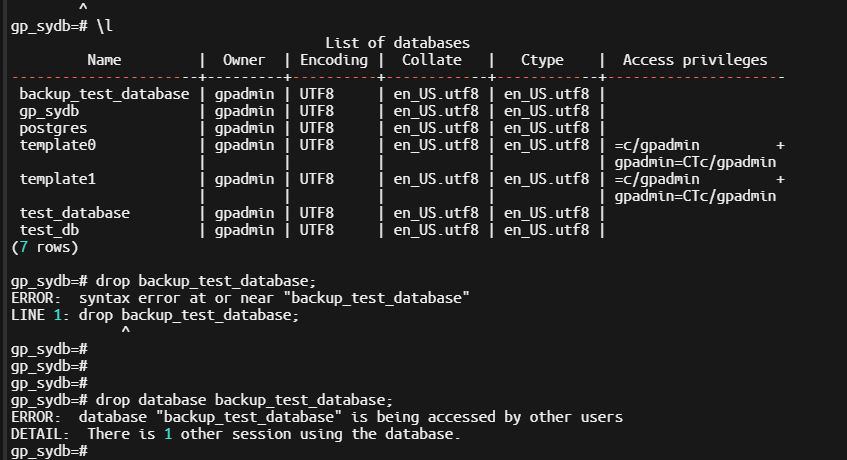 ^
gp_sydb=# \l
                                     List of databases
         Name         |  Owner  | Encoding |  Collate   |   Ctype    |  Access privileges
----------------------+---------+----------+------------+------------+---------------------
 backup_test_database | gpadmin | UTF8     | en_US.utf8 | en_US.utf8 |
 gp_sydb              | gpadmin | UTF8     | en_US.utf8 | en_US.utf8 |
 postgres             | gpadmin | UTF8     | en_US.utf8 | en_US.utf8 |
 template0            | gpadmin | UTF8     | en_US.utf8 | en_US.utf8 | =c/gpadmin         +
                      |         |          |            |            | gpadmin=CTc/gpadmin
 template1            | gpadmin | UTF8     | en_US.utf8 | en_US.utf8 | =c/gpadmin         +
                      |         |          |            |            | gpadmin=CTc/gpadmin
 test_database        | gpadmin | UTF8     | en_US.utf8 | en_US.utf8 |
 test_db              | gpadmin | UTF8     | en_US.utf8 | en_US.utf8 |
(7 rows)

gp_sydb=# drop backup_test_database;
ERROR:  syntax error at or near "backup_test_database"
LINE 1: drop backup_test_database;
             ^
gp_sydb=#
gp_sydb=#
gp_sydb=#
gp_sydb=# drop database backup_test_database;
ERROR:  database "backup_test_database" is being accessed by other users
DETAIL:  There is 1 other session using the database.
gp_sydb=#